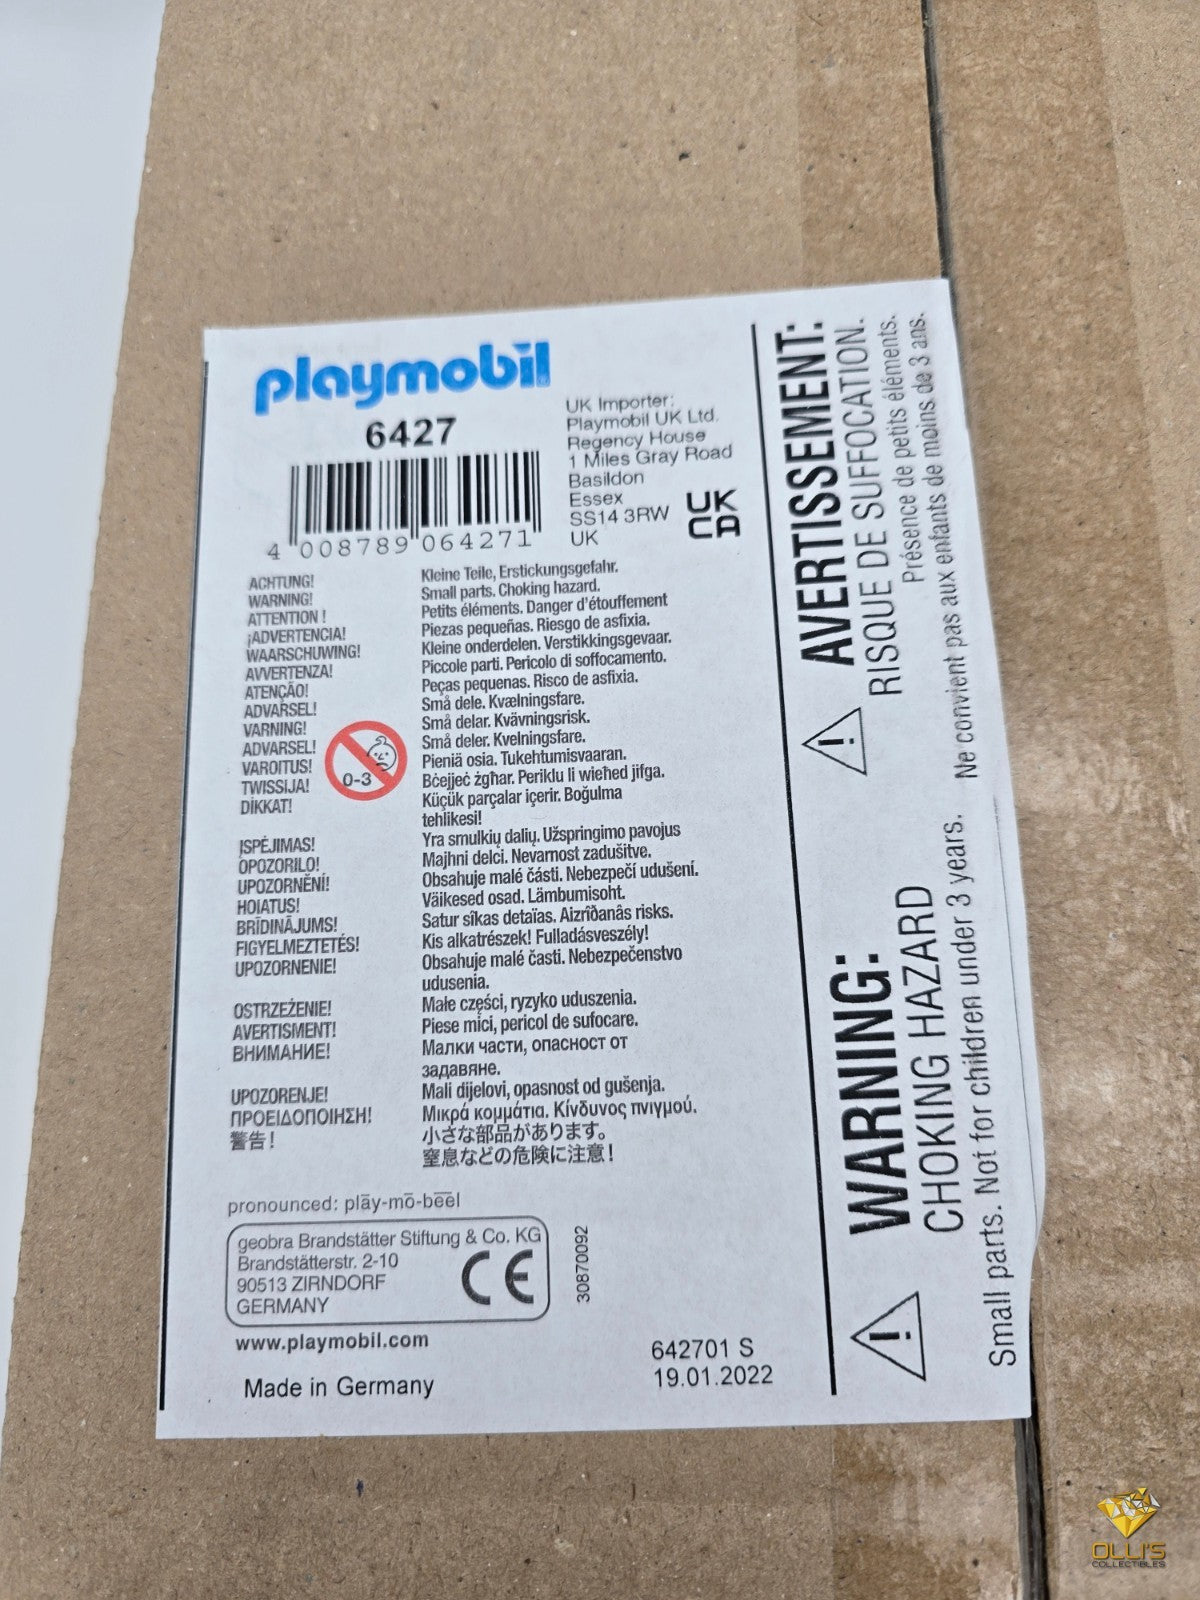 playmobil
6427
4 008789 064271
UK Importer:
Playmobil UK Ltd.
Regency House
1 Miles Gray Road
Basildon
Essex
SS14 3RW
UK
UK
CA
ACHTUNG! Kleine Teile, Erstickungsgefahr.
WARNING! Small parts. Choking hazard.
ATTENTION ! Petits éléments. Danger d'étouffement
¡ADVERTENCIA! Piezas pequeñas. Riesgo de asfixia.
WAARSCHUWING! Kleine onderdelen. Verstikkingsgevaar.
AVVERTENZA! Piccole parti. Pericolo di soffocamento.
ATENÇÃO! Peças pequenas. Risco de asfixia.
ADVARSEL! Små dele. Kvælningsfare.
VARNING! Små delar. Kvävningsrisk.
ADVARSEL! Små deler. Kvelningsfare.
VAROITUS! Pieniä osia. Tukehtumisvaaran.
TWISSIJA! Bċejjeċ żgħar. Periklu li wieħed jifga.
DİKKAT! Küçük parçalar içerir. Boğulma
tehlikesi!
0-3
ĮSPĖJIMAS! Yra smulkių dalių. Užspringimo pavojus
OPOZORILO! Majhni delci. Nevarnost zadušitve.
UPOZORNĚNÍ! Obsahuje malé části. Nebezpečí udušení.
HOIATUS! Väikesed osad. Lämbumisoht.
BRĪDINĀJUMS! Satur sīkas detaïas. Aizrîðanâs risks.
FIGYELMEZTETÉS! Kis alkatrészek! Fulladásveszély!
UPOZORNENIE! Obsahuje malé časti. Nebezpečenstvo
udusenia.
OSTRZEŻENIE! Małe części, ryzyko uduszenia.
AVERTISMENT! Piese mici, pericol de sufocare.
ВНИМАНИЕ! Малки части, опасност от
задавяне.
UPOZORENJE! Mali dijelovi, opasnost od gušenja.
ΠΡΟΕΙΔΟΠΟΙΗΣΗ! Μικρά κομμάτια. Κίνδυνος πνιγμού.
警告! 小さな部品があります。
窒息などの危険に注意!
pronounced: plāy-mō-bēēl
geobra Brandstätter Stiftung & Co. KG
Brandstätterstr. 2-10
90513 ZIRNDORF
GERMANY
CE
30870092
www.playmobil.com
Made in Germany
642701 S
19.01.2022
AVERTISSEMENT:
RISQUE DE SUFFOCATION.
Présence de petits éléments.
Ne convient pas aux enfants de moins de 3 ans.
WARNING:
CHOKING HAZARD
Small parts. Not for children under 3 years.
OLLI'S
COLLECTIBLES